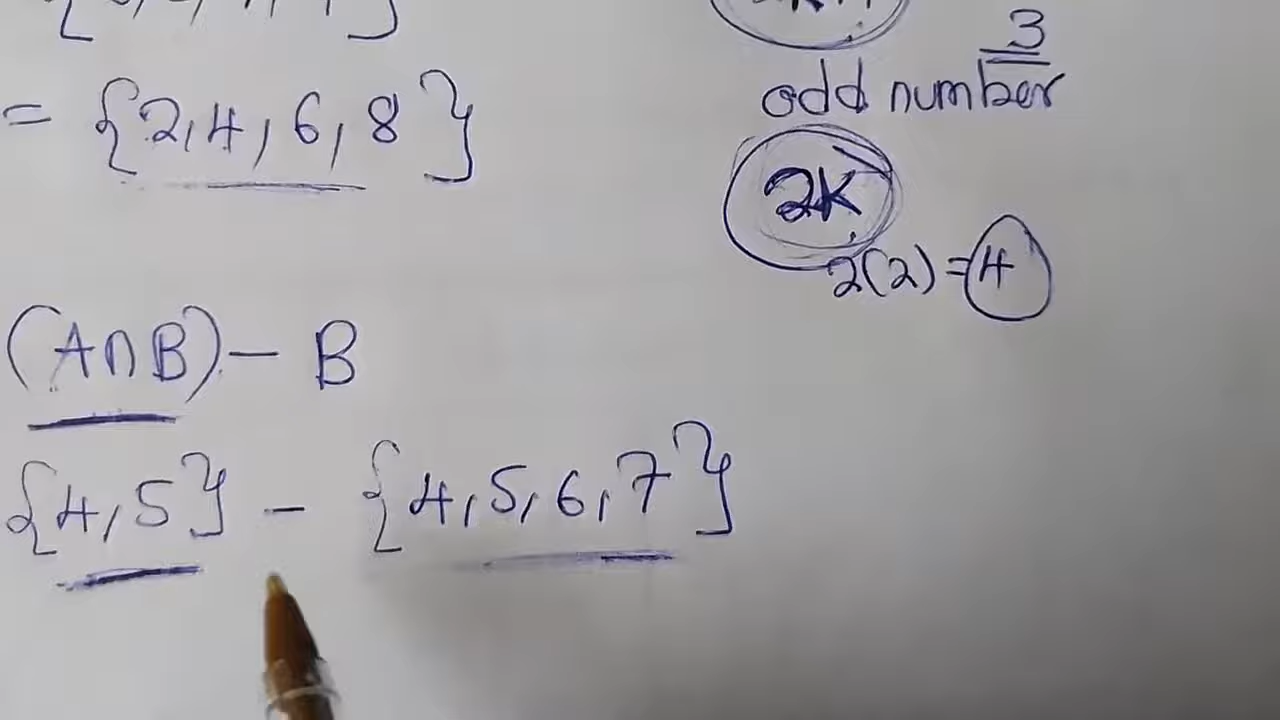 = {2,4,6,8}
3
odd number
2K
2(2) = 4
(A∩B) - B
{4,5} - {4,5,6,7}